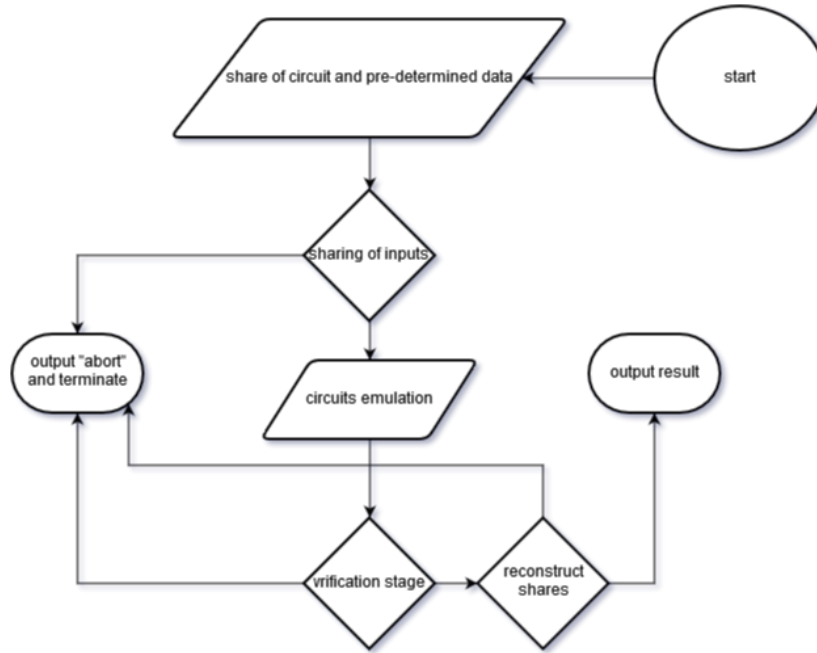 share of circuit and pre-determined data
start
sharing of inputs
output "abort"
and terminate
circuits emulation
output result
vrification stage
reconstruct
shares